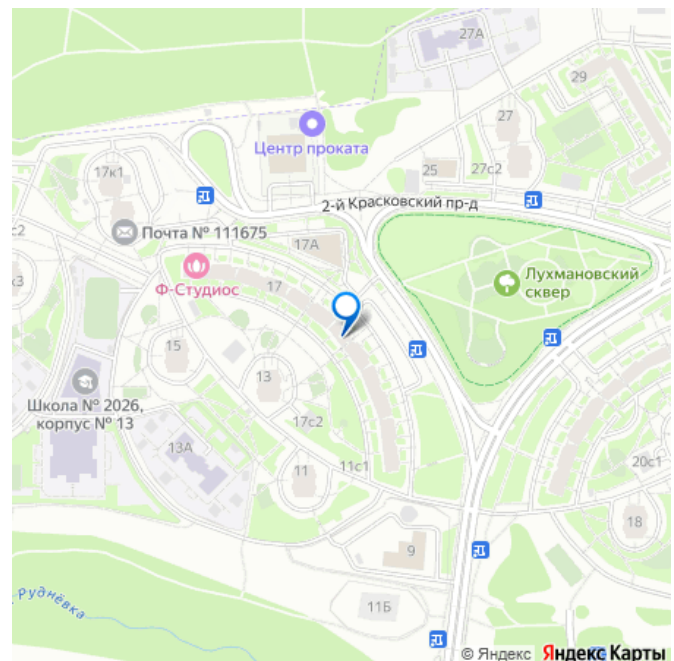 27А
29
27
Центр проката
17к1
25
27с2
2-й Красковский пр-д
с2
Почта № 111675
17А
Лухмановский
сквер
к3
Ф-Студиос
17
15
13
Школа № 2026,
корпус № 13
17с2
13А
11
11с1
20с1
18
9
Руднёвка
11Б
© Яндекс Яндекс Карты